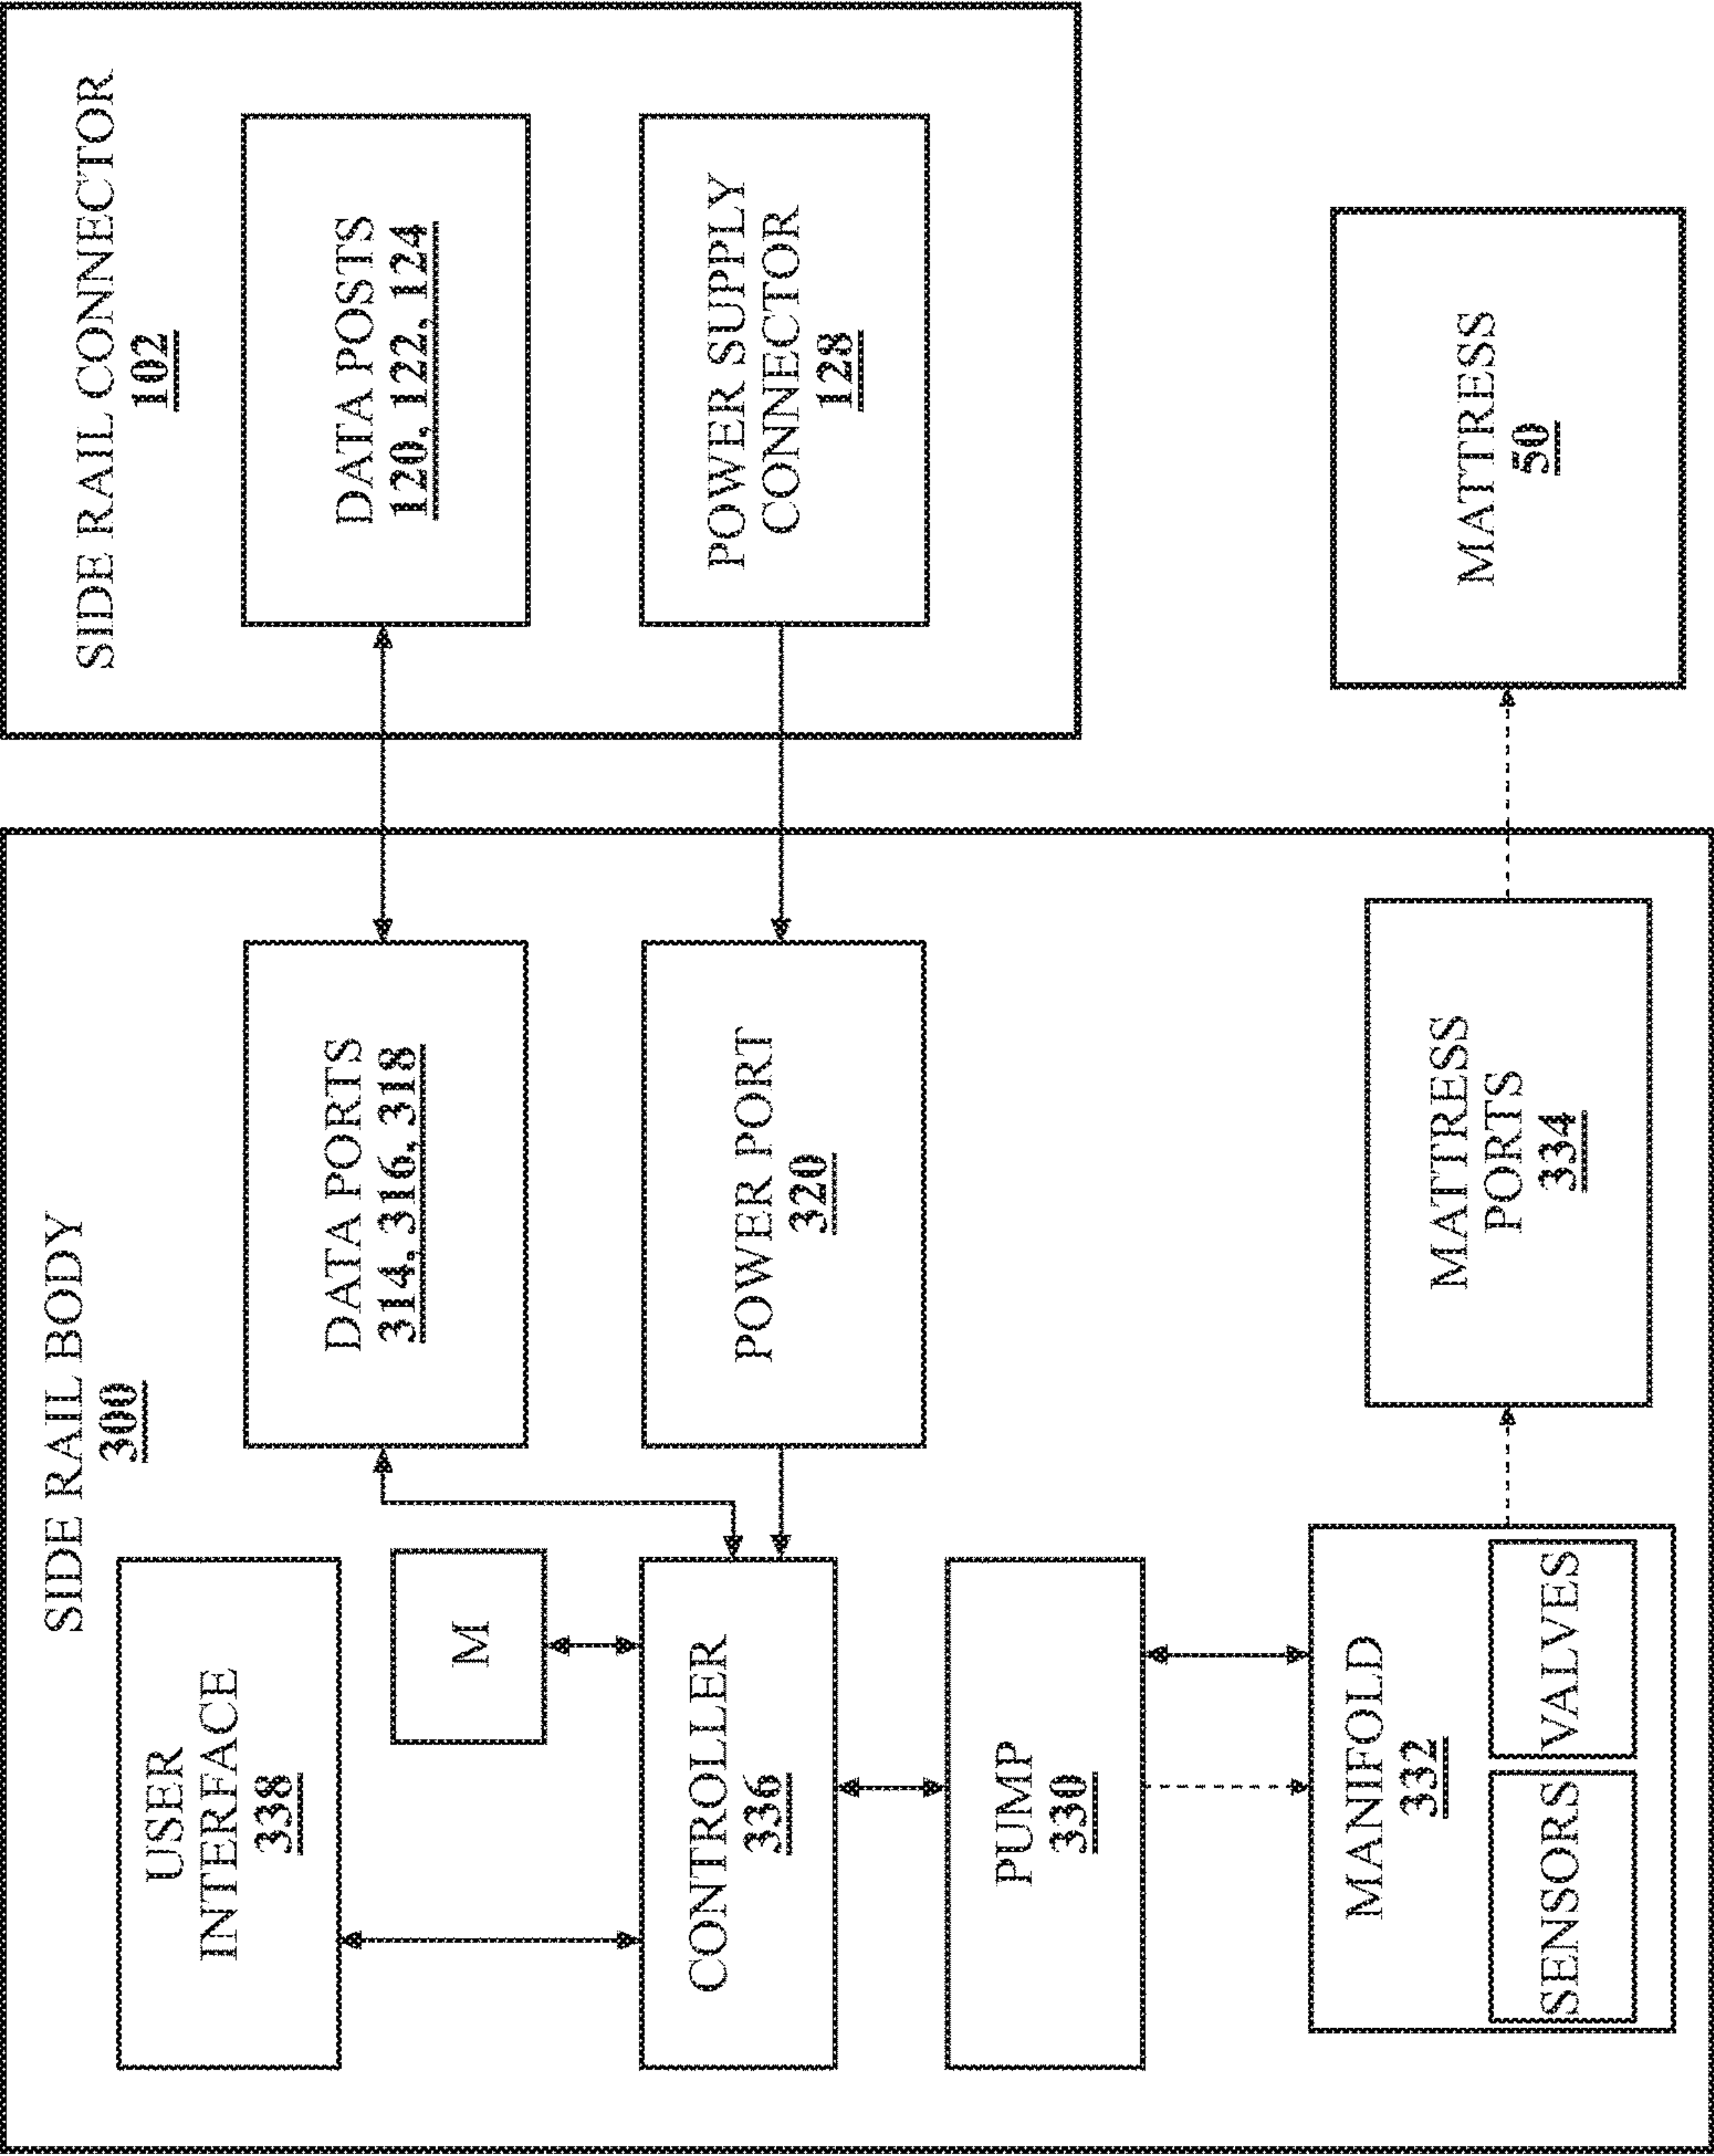 SIDE RAIL BODY
300
USER
INTERFACE
338
M
CONTROLLER
336
PUMP
330
MANIFOLD
332
SENSORS
VALVES
DATA PORTS
314, 316, 318
POWER PORT
320
MATTRESS
PORTS
334
SIDE RAIL CONNECTOR
102
DATA POSTS
120, 122, 124
POWER SUPPLY
CONNECTOR
128
MATTRESS
50